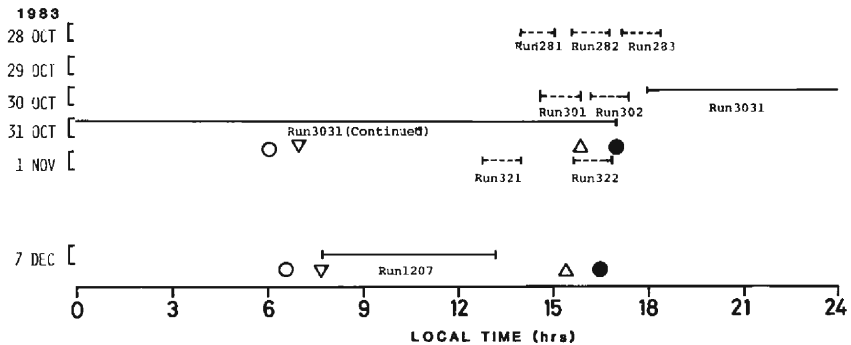 1983
28 OCT
Run281 Run282 Run283
29 OCT
30 OCT
Run301 Run302 Run3031
31 OCT
Run3031(Continued)
1 NOV
Run321 Run322
7 DEC
Run1207
0 3 6 9 12 15 18 21 24
LOCAL TIME (hrs)